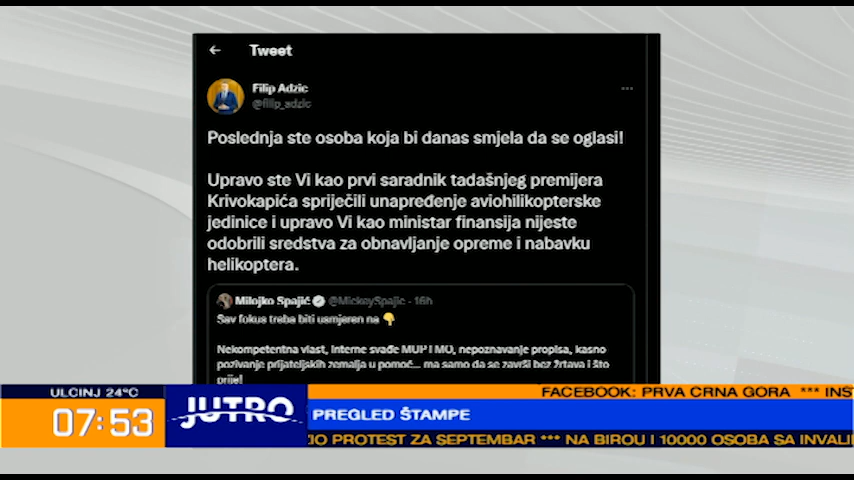 Tweet
Filip Adzic
@filip_adzic
Poslednja ste osoba koja bi danas smjela da se oglasi!
Upravo ste Vi kao prvi saradnik tadašnjeg premijera
Krivokapića spriječili unapređenje aviohilikopterske
jedinice i upravo Vi kao ministar finansija nijeste
odobrili sredstva za obnavljanje opreme i nabavku
helikoptera.
Milojko Spajić @MickeySpajic · 16h
Sav fokus treba biti usmjeren na 👇
Nekompetentna vlast, interne svađe MUP i MO, nepoznavanje propisa, kasno
pozivanje prijateljskih zemalja u pomoć... ma samo da se završi bez žrtava i što
prije!
ULCINJ 24°C
FACEBOOK: PRVA CRNA GORA *** INST
07:53
JUTRO
PREGLED ŠTAMPE
ZIO PROTEST ZA SEPTEMBAR *** NA BIROU I 10000 OSOBA SA INVALI